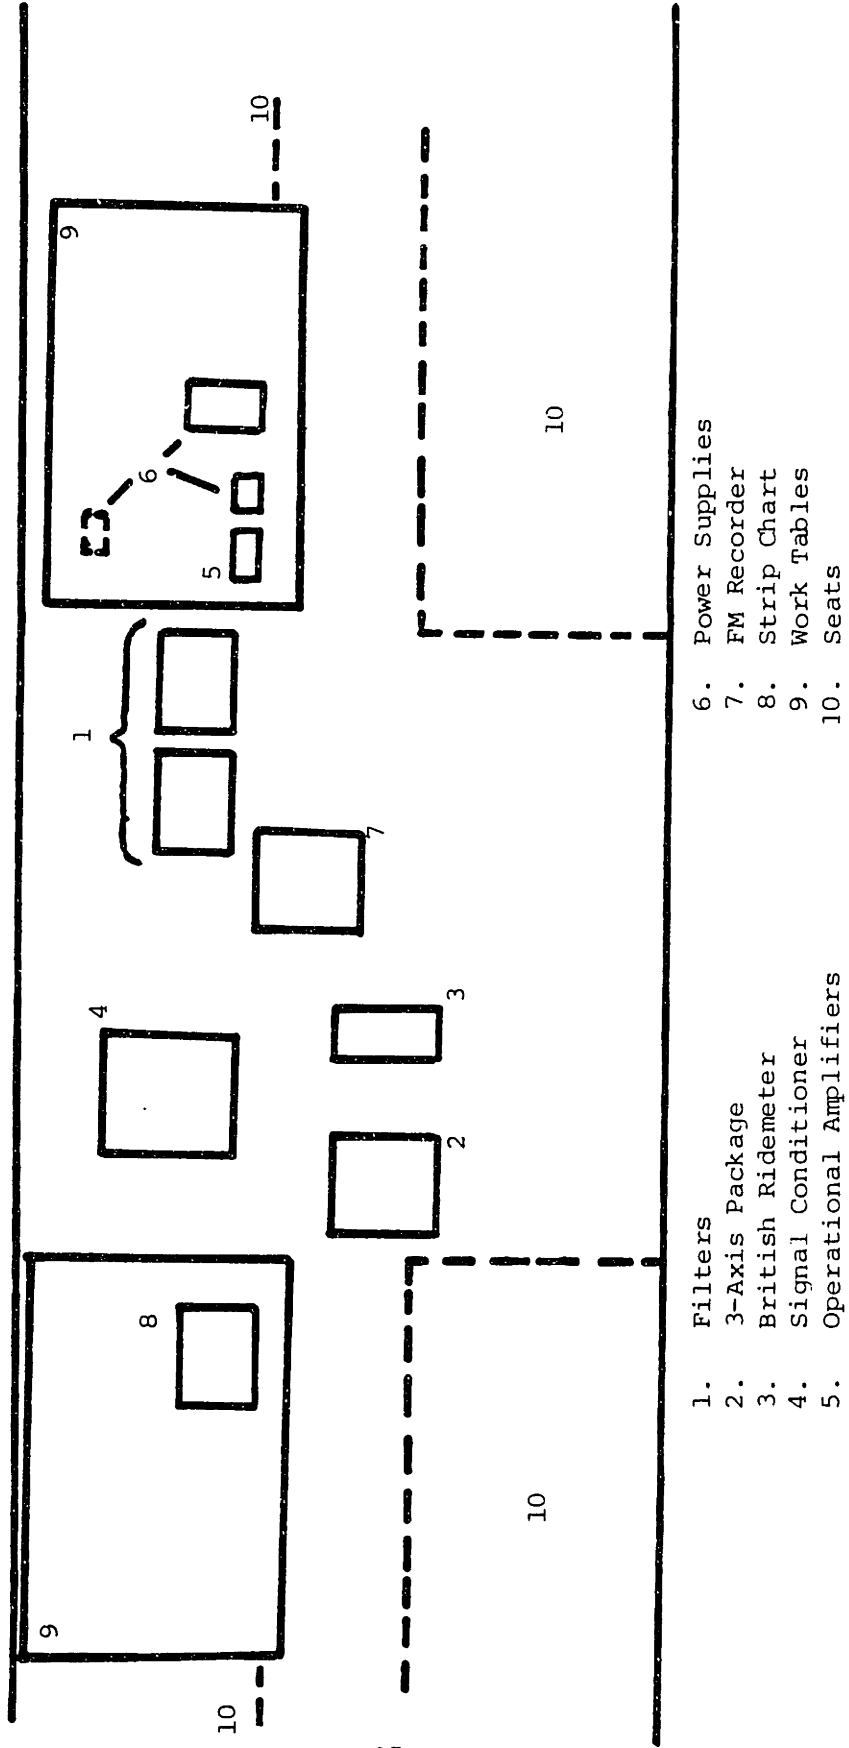 9
9
1
4
8
6
5
10
10
7
2
3
10
10
1. Filters
2. 3-Axis Package
3. British Ridemeter
4. Signal Conditioner
5. Operational Amplifiers
6. Power Supplies
7. FM Recorder
8. Strip Chart
9. Work Tables
10. Seats